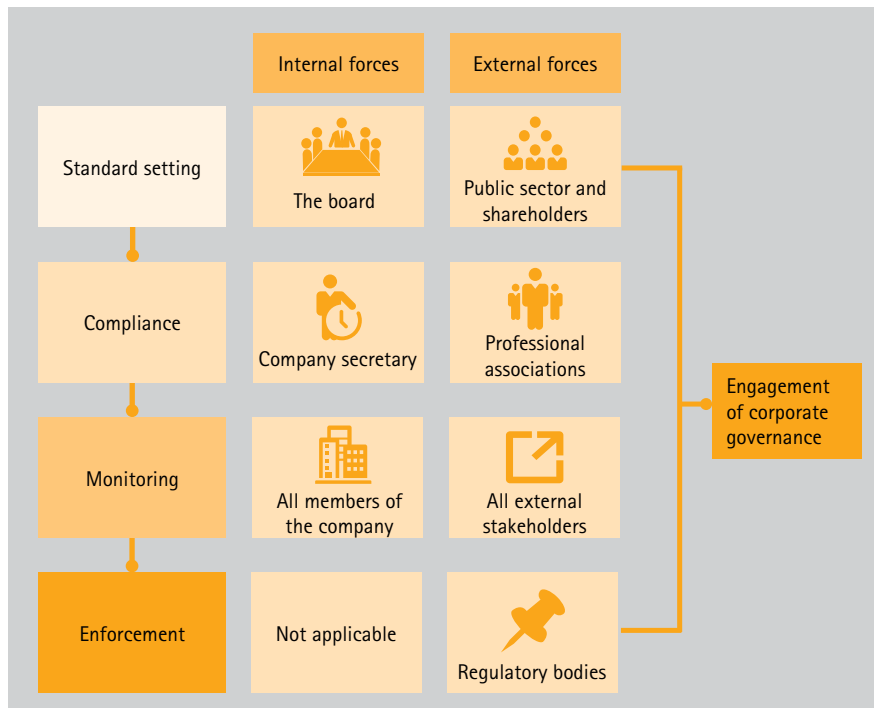 Internal forces
External forces
Standard setting
The board
Public sector and
shareholders
Compliance
Company secretary
Professional
associations
Engagement
of corporate
governance
Monitoring
All members of
the company
All external
stakeholders
Enforcement
Not applicable
Regulatory bodies